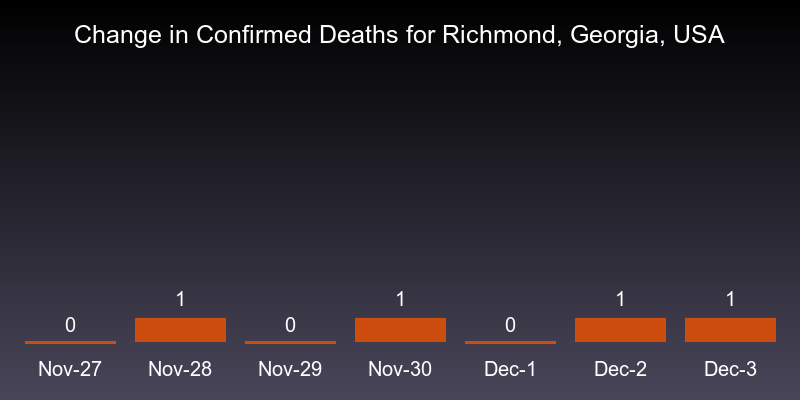 Change in Confirmed Deaths for Richmond, Georgia, USA
0 1 0 1 0 1 1
Nov-27 Nov-28 Nov-29 Nov-30 Dec-1 Dec-2 Dec-3